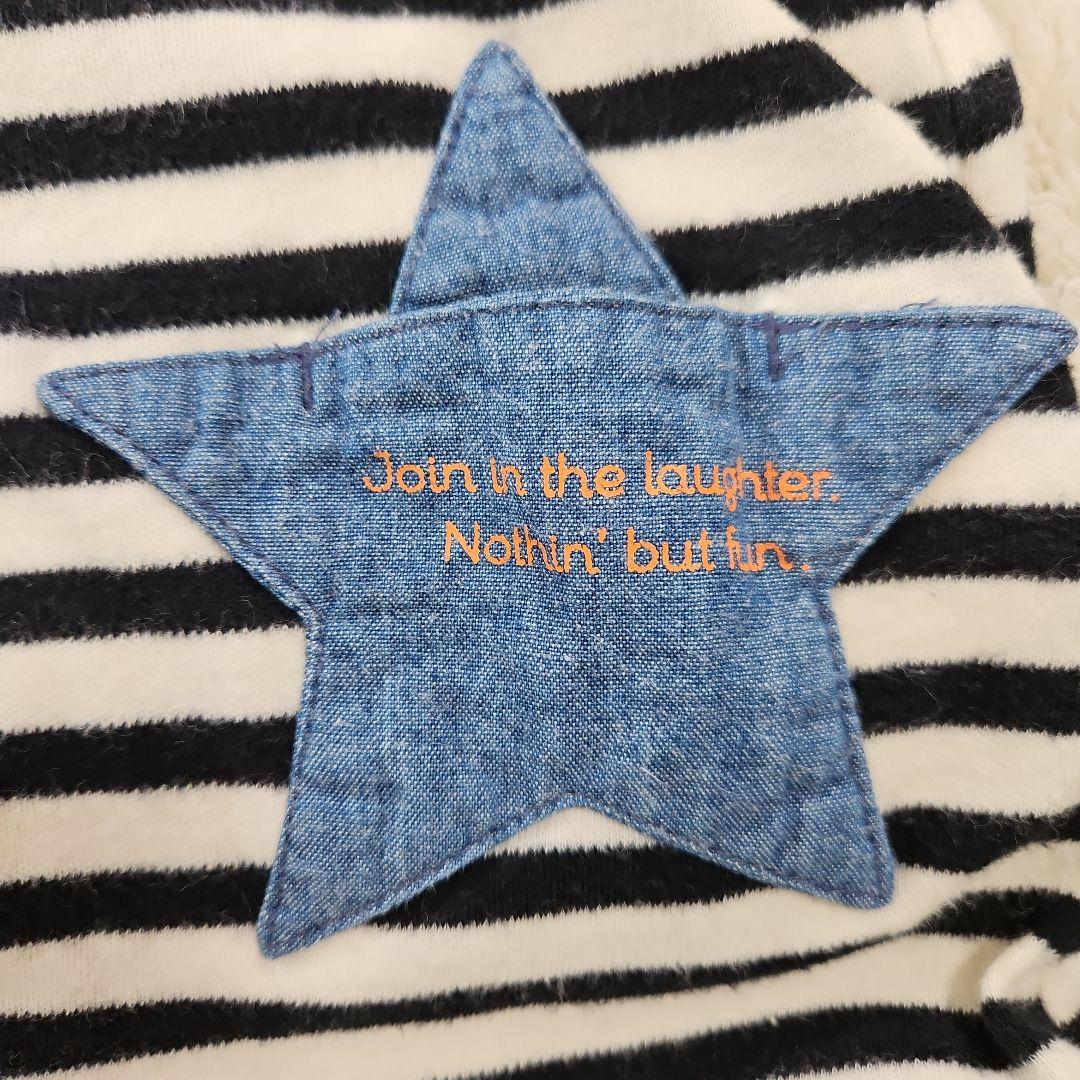 Join in the laughter.
Nothin' but fun.